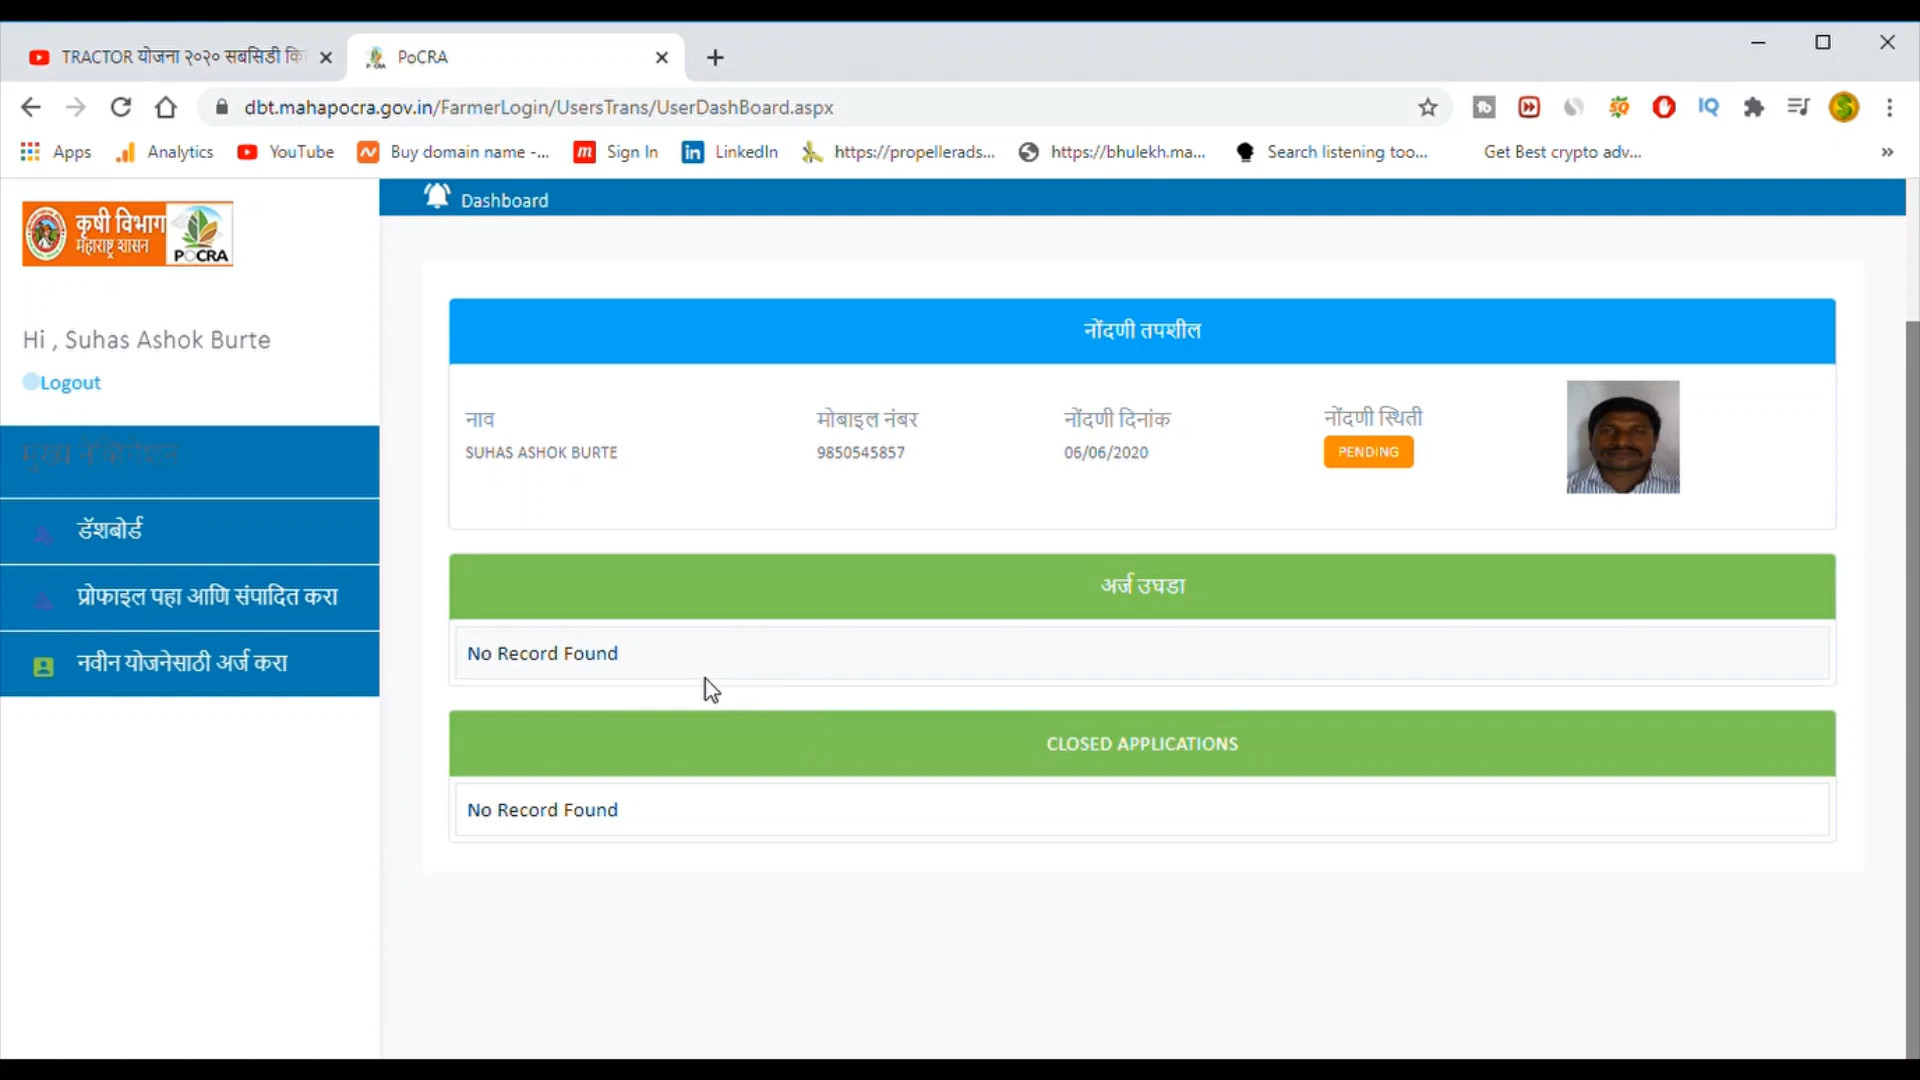 TRACTOR योजना २०२० सबसिडी कि
PoCRA
dbt.mahapocra.gov.in/FarmerLogin/UsersTrans/UserDashBoard.aspx
Apps Analytics YouTube Buy domain name -... Sign In LinkedIn https://propellerads... https://bhulekh.ma... Search listening too... Get Best crypto adv... »
कृषी विभाग
महाराष्ट्र शासन
POCRA
Dashboard
Hi , Suhas Ashok Burte
Logout
डॅशबोर्ड
प्रोफाइल पहा आणि संपादित करा
नवीन योजनेसाठी अर्ज करा
नोंदणी तपशील
नाव मोबाइल नंबर नोंदणी दिनांक नोंदणी स्थिती
SUHAS ASHOK BURTE 9850545857 06/06/2020 PENDING
अर्ज उघडा
No Record Found
CLOSED APPLICATIONS
No Record Found